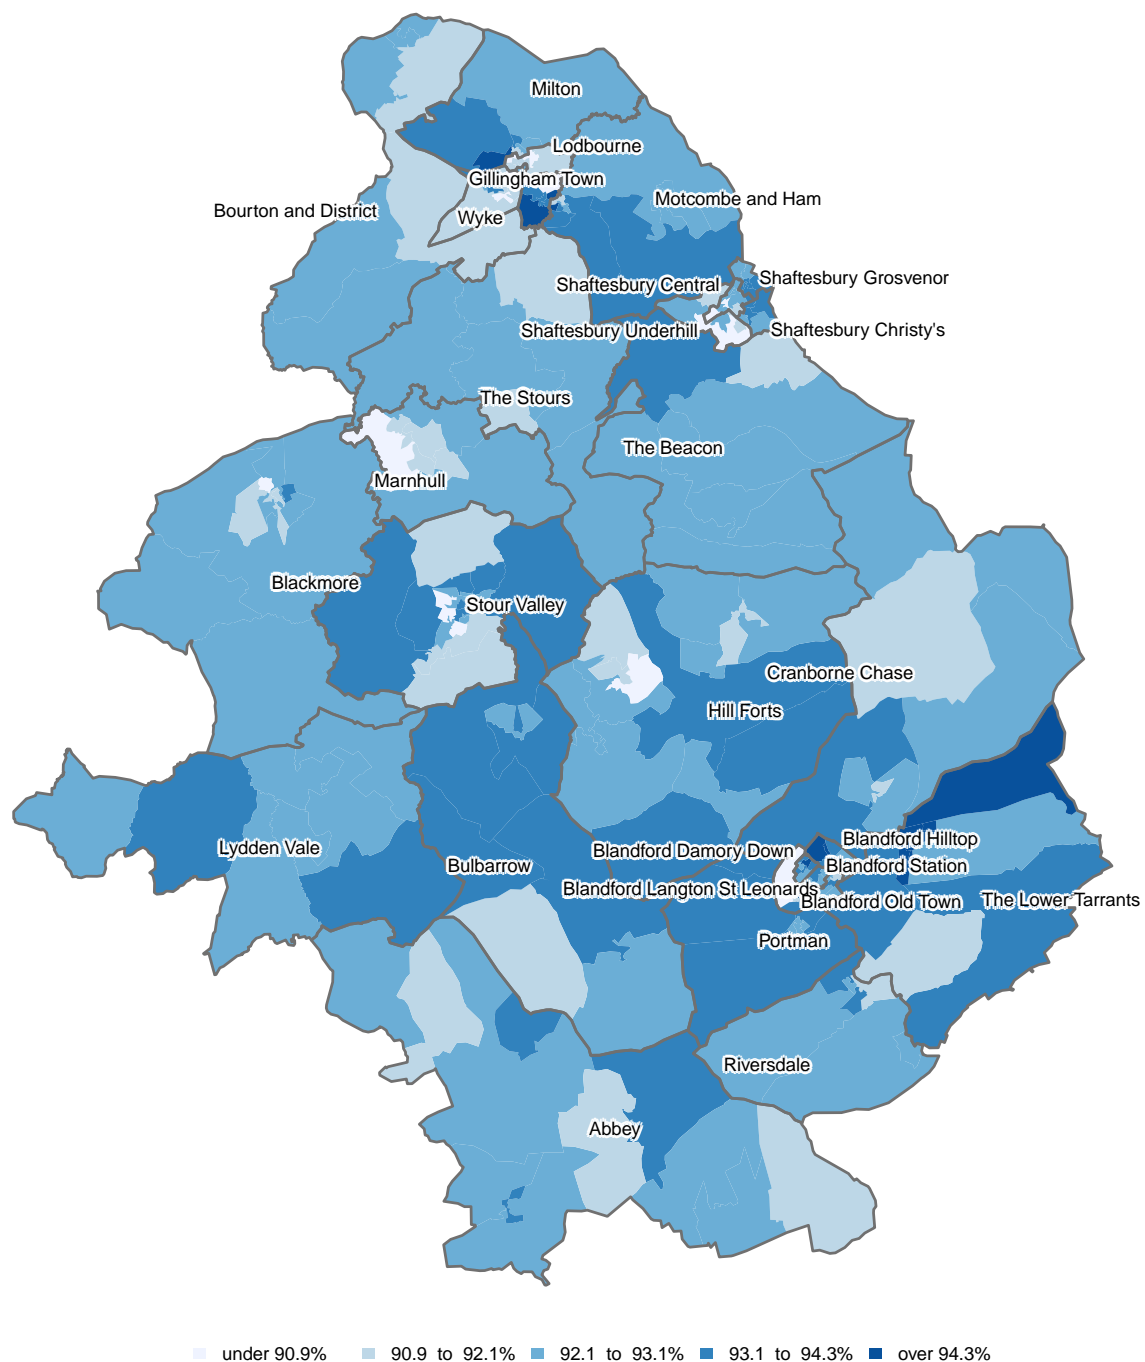 Milton
Lodbourne
Gillingham Town
Motcombe and Ham
Bourton and District
Wyke
Shaftesbury Grosvenor
Shaftesbury Central
Shaftesbury Underhill
Shaftesbury Christy's
The Stours
The Beacon
Marnhull
Blackmore
Stour Valley
Cranborne Chase
Hill Forts
Blandford Hilltop
Lydden Vale
Blandford Damory Down
Bulbarrow
Blandford Station
Blandford Langton St Leonards
Blandford Old Town
The Lower Tarrants
Portman
Riversdale
Abbey
under 90.9% 90.9 to 92.1% 92.1 to 93.1% 93.1 to 94.3% over 94.3%